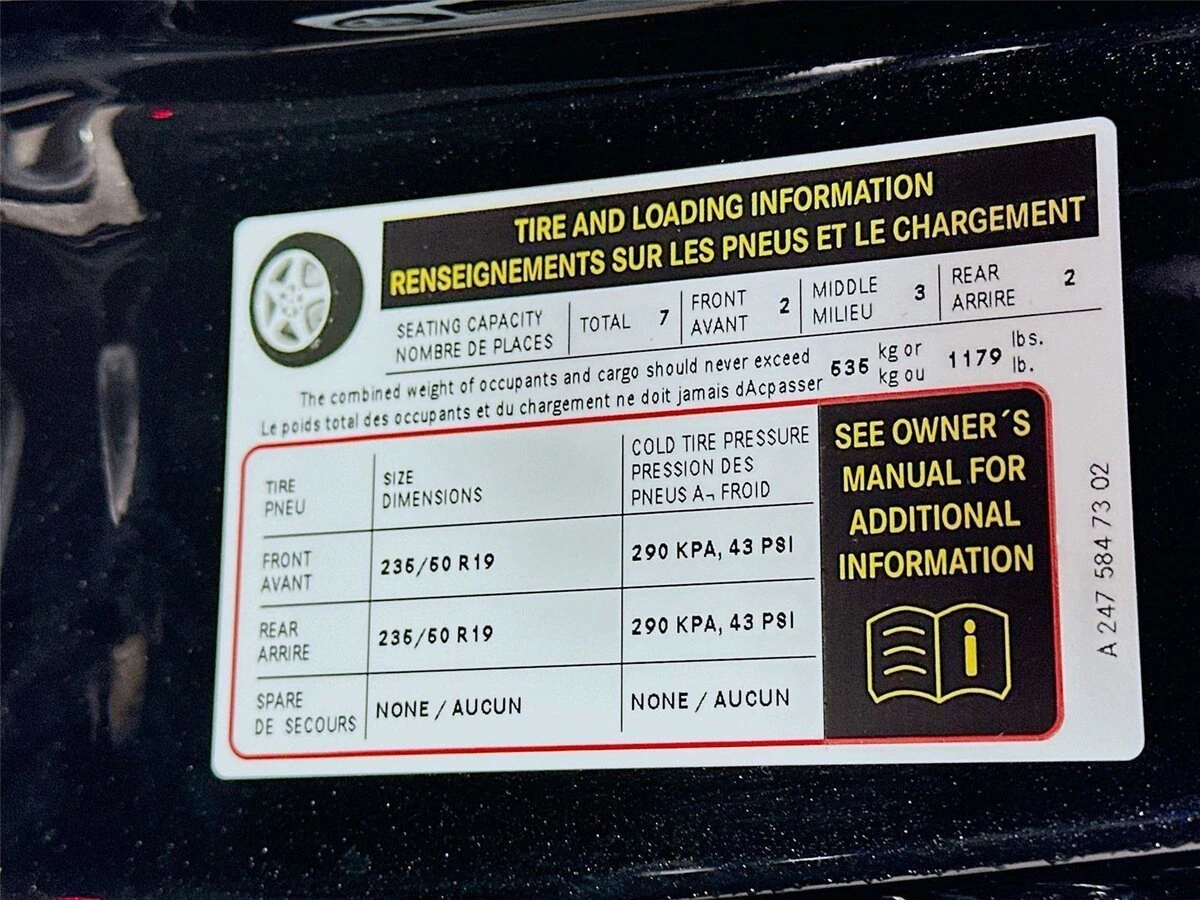 TIRE AND LOADING INFORMATION
RENSEIGNEMENTS SUR LES PNEUS ET LE CHARGEMENT
SEATING CAPACITY
NOMBRE DE PLACES
TOTAL 7
FRONT
AVANT
2
MIDDLE
MILIEU
3
REAR
ARRIRE
2
The combined weight of occupants and cargo should never exceed
Le poids total des occupants et du chargement ne doit jamais dAcpasser
535
kg or
kg ou
1179
lbs.
lb.
TIRE
PNEU
SIZE
DIMENSIONS
COLD TIRE PRESSURE
PRESSION DES
PNEUS A¬ FROID
FRONT
AVANT
235/50 R19
290 KPA, 43 PSI
REAR
ARRIRE
235/50 R19
290 KPA, 43 PSI
SPARE
DE SECOURS
NONE / AUCUN
NONE / AUCUN
SEE OWNER´S
MANUAL FOR
ADDITIONAL
INFORMATION
i
A 247 584 73 02